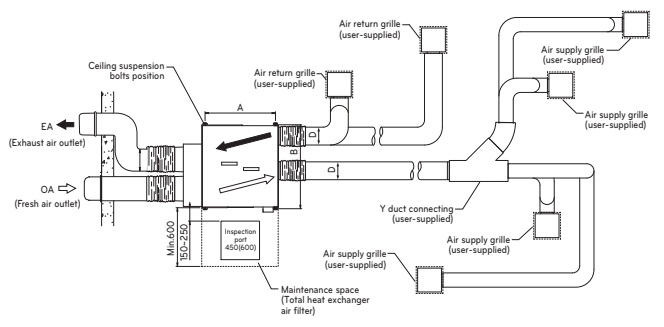 Air return grille
(user-supplied)
Air supply grille
(user-supplied)
Ceiling suspension
bolts position
Air return grille
(user-supplied)
A
EA
(Exhaust air outlet)
D
B
Air supply grille
(user-supplied)
D
OA
(Fresh air outlet)
Y duct connecting
(user-supplied)
Min.600
150~250
Inspection
port
450(600)
Air supply grille
(user-supplied)
Air supply grille
(user-supplied)
Maintenance space
(Total heat exchanger
air filter)